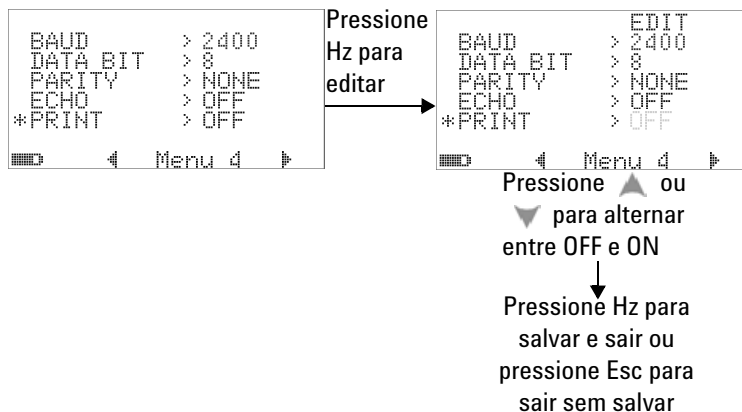 BAUD > 2400
DATA BIT > 8
PARITY > NONE
ECHO > OFF
*PRINT > OFF
Menu 4
Pressione
Hz para
editar
EDIT
BAUD > 2400
DATA BIT > 8
PARITY > NONE
ECHO > OFF
*PRINT > OFF
Menu 4
Pressione ou
para alternar
entre OFF e ON
Pressione Hz para
salvar e sair ou
pressione Esc para
sair sem salvar